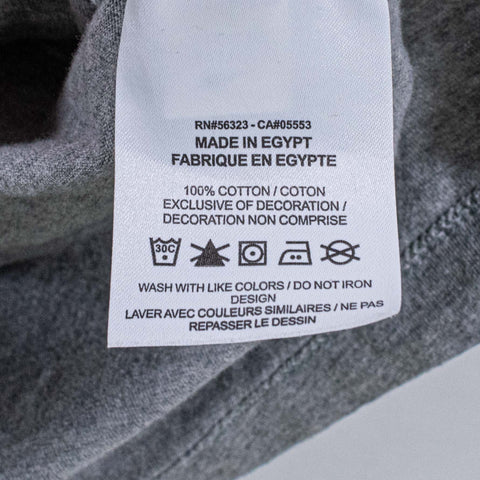 RN#56323 - CA#05553
MADE IN EGYPT
FABRIQUE EN EGYPTE
100% COTTON / COTON
EXCLUSIVE OF DECORATION /
DECORATION NON COMPRISE
30C
WASH WITH LIKE COLORS / DO NOT IRON
DESIGN
LAVER AVEC COULEURS SIMILAIRES / NE PAS
REPASSER LE DESSIN